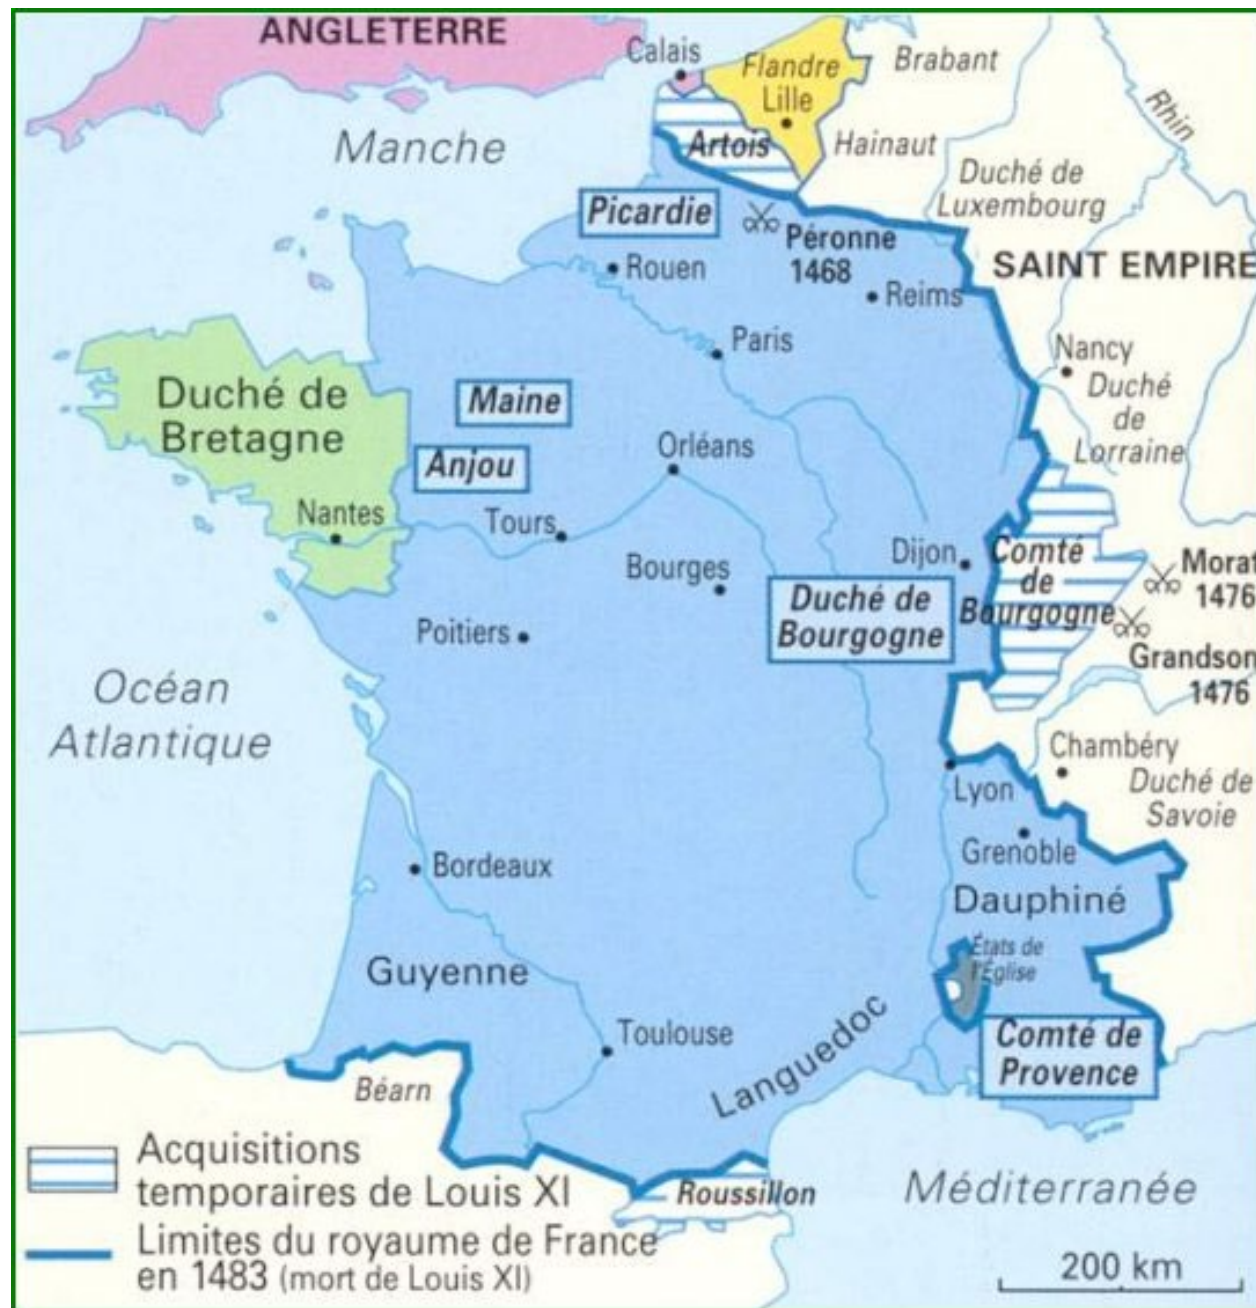 ANGLETERRE
Calais
Flandre
Lille
Brabant
Rhin
Manche
Artois
Hainaut
Duché de
Luxembourg
Picardie
Péronne
1468
SAINT EMPIRE
Rouen
Reims
Paris
Nancy
Duché
de
Lorraine
Duché de
Bretagne
Maine
Anjou
Orléans
Nantes
Tours
Bourges
Dijon
Comté
de
Bourgogne
Morat
1476
Duché de
Bourgogne
Poitiers
Grandson
1476
Océan
Atlantique
Chambéry
Lyon
Duché de
Savoie
Grenoble
Bordeaux
Dauphiné
États de
l'Église
Guyenne
Toulouse
Languedoc
Comté de
Provence
Béarn
Roussillon
Méditerranée
Acquisitions
temporaires de Louis XI
Limites du royaume de France
en 1483 (mort de Louis XI)
200 km